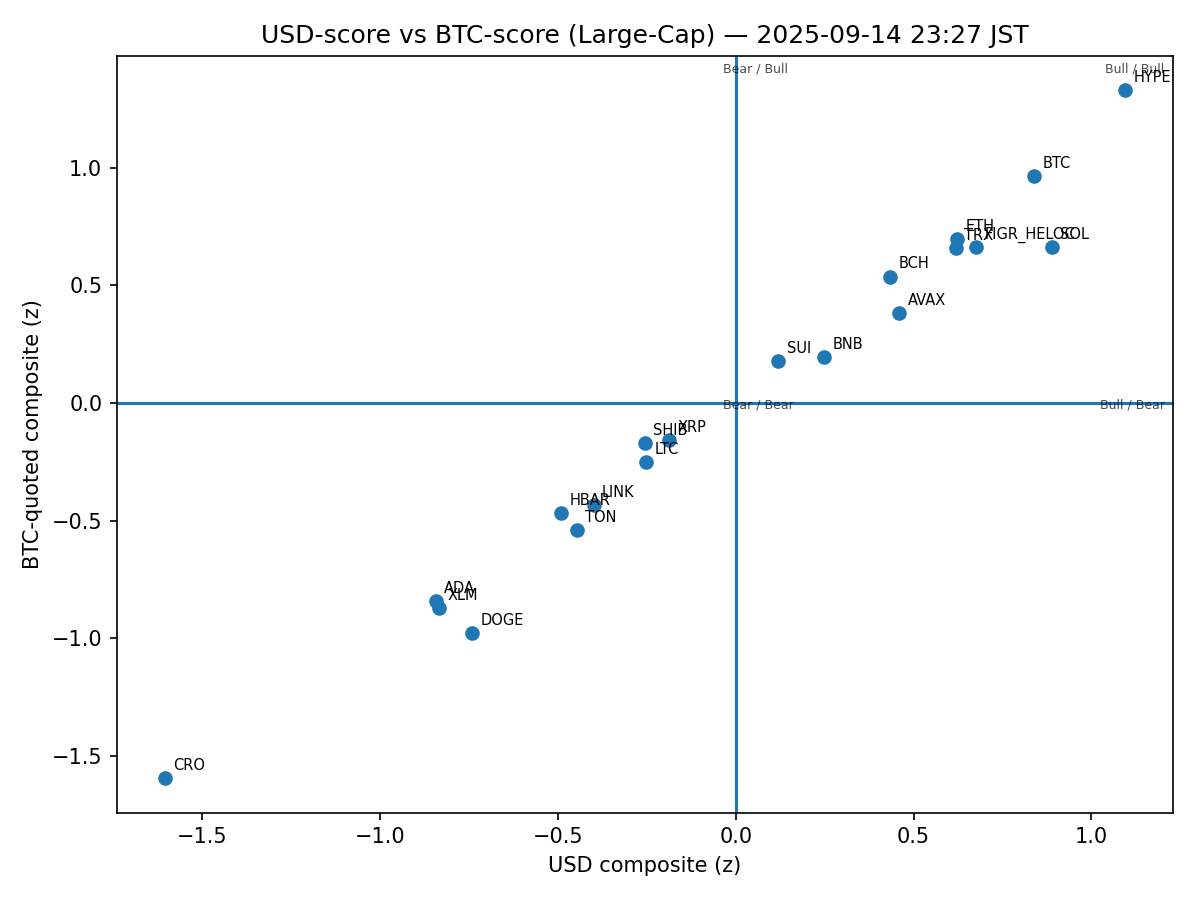 USD-score vs BTC-score (Large-Cap) — 2025-09-14 23:27 JST
Bear / Bull
Bull / Bull
HYPE
BTC
ETH
TRX
FIGR_HELOC
SOL
BCH
AVAX
SUI
BNB
Bear / Bear
Bull / Bear
XRP
SHIB
LTC
LINK
HBAR
TON
ADA
XLM
DOGE
CRO
1.0
0.5
0.0
−0.5
−1.0
−1.5
BTC-quoted composite (z)
−1.5
−1.0
−0.5
0.0
0.5
1.0
USD composite (z)